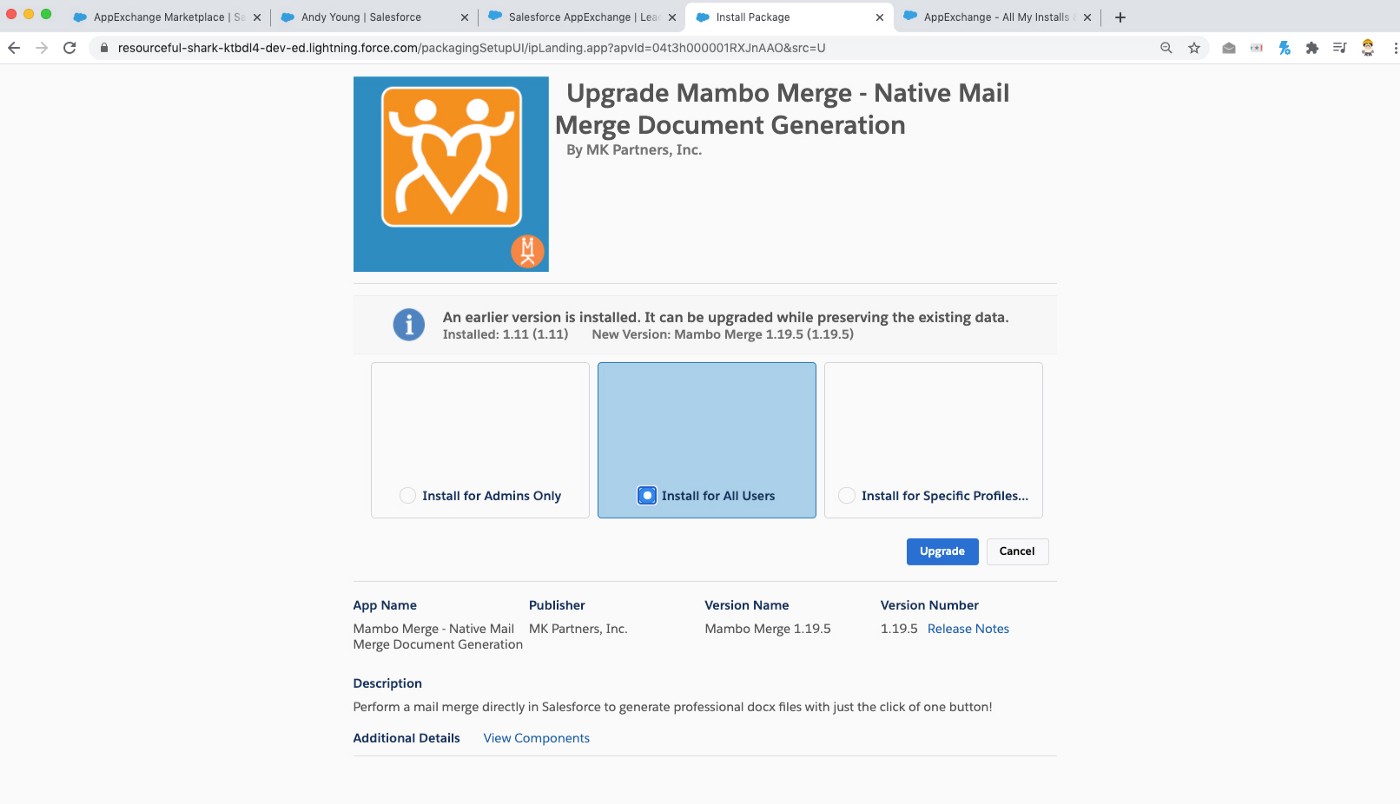 AppExchange Marketplace | Sa
Andy Young | Salesforce
Salesforce AppExchange | Lea
Install Package
AppExchange - All My Installs
resourceful-shark-ktbdl4-dev-ed.lightning.force.com/packagingSetupUI/ipLanding.app?apvId=04t3h000001RXJnAAO&src=U
Upgrade Mambo Merge - Native Mail
Merge Document Generation
By MK Partners, Inc.
MK
An earlier version is installed. It can be upgraded while preserving the existing data.
Installed: 1.11 (1.11) New Version: Mambo Merge 1.19.5 (1.19.5)
Install for Admins Only
Install for All Users
Install for Specific Profiles...
Upgrade
Cancel
App Name
Publisher
Version Name
Version Number
Mambo Merge - Native Mail
Merge Document Generation
MK Partners, Inc.
Mambo Merge 1.19.5
1.19.5 Release Notes
Description
Perform a mail merge directly in Salesforce to generate professional docx files with just the click of one button!
Additional Details View Components